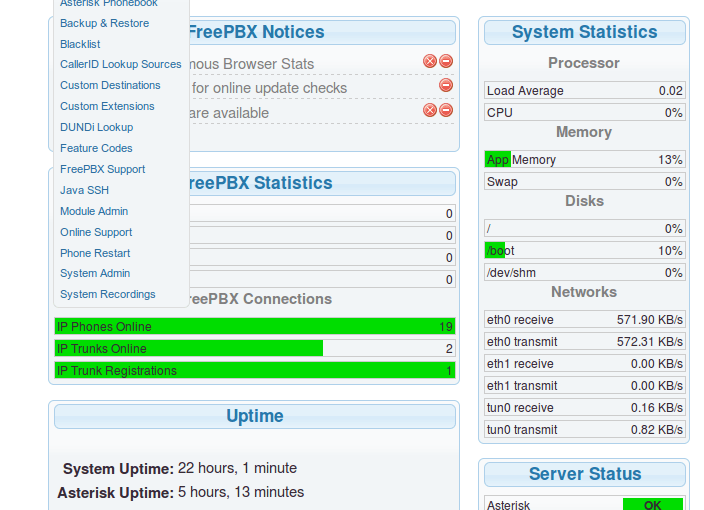 Asterisk Phonebook
Backup & Restore
Blacklist
CallerID Lookup Sources
Custom Destinations
Custom Extensions
DUNDi Lookup
Feature Codes
FreePBX Support
Java SSH
Module Admin
Online Support
Phone Restart
System Admin
System Recordings
FreePBX Notices
mous Browser Stats
for online update checks
are available
reePBX Statistics
0
0
0
0
reePBX Connections
IP Phones Online 19
IP Trunks Online 2
IP Trunk Registrations 1
Uptime
System Uptime: 22 hours, 1 minute
Asterisk Uptime: 5 hours, 13 minutes
System Statistics
Processor
Load Average 0.02
CPU 0%
Memory
App Memory 13%
Swap 0%
Disks
/ 0%
/boot 10%
/dev/shm 0%
Networks
eth0 receive 571.90 KB/s
eth0 transmit 572.31 KB/s
eth1 receive 0.00 KB/s
eth1 transmit 0.00 KB/s
tun0 receive 0.16 KB/s
tun0 transmit 0.82 KB/s
Server Status
Asterisk OK